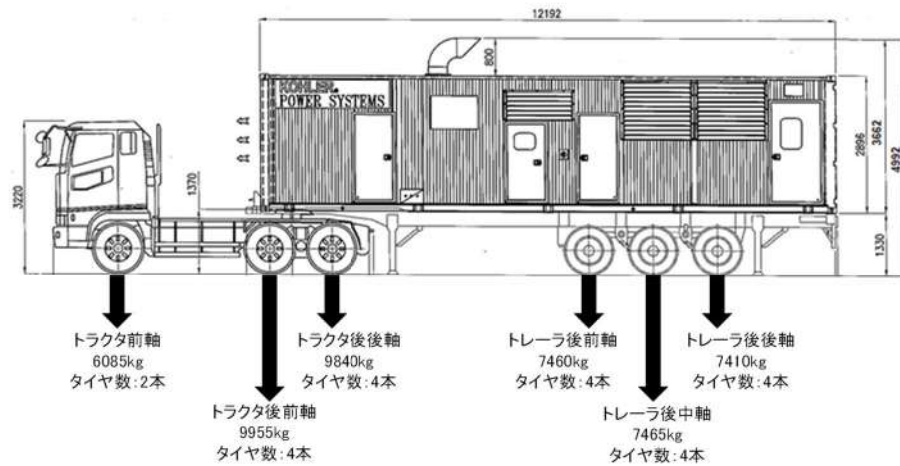 12192
800
KOHLER
POWER SYSTEMS
3220
1370
2896
3662
4992
1330
トラクタ前軸
6085kg
タイヤ数:2本
トラクタ後前軸
9955kg
タイヤ数:4本
トラクタ後後軸
9840kg
タイヤ数:4本
トレーラ後前軸
7460kg
タイヤ数:4本
トレーラ後中軸
7465kg
タイヤ数:4本
トレーラ後後軸
7410kg
タイヤ数:4本